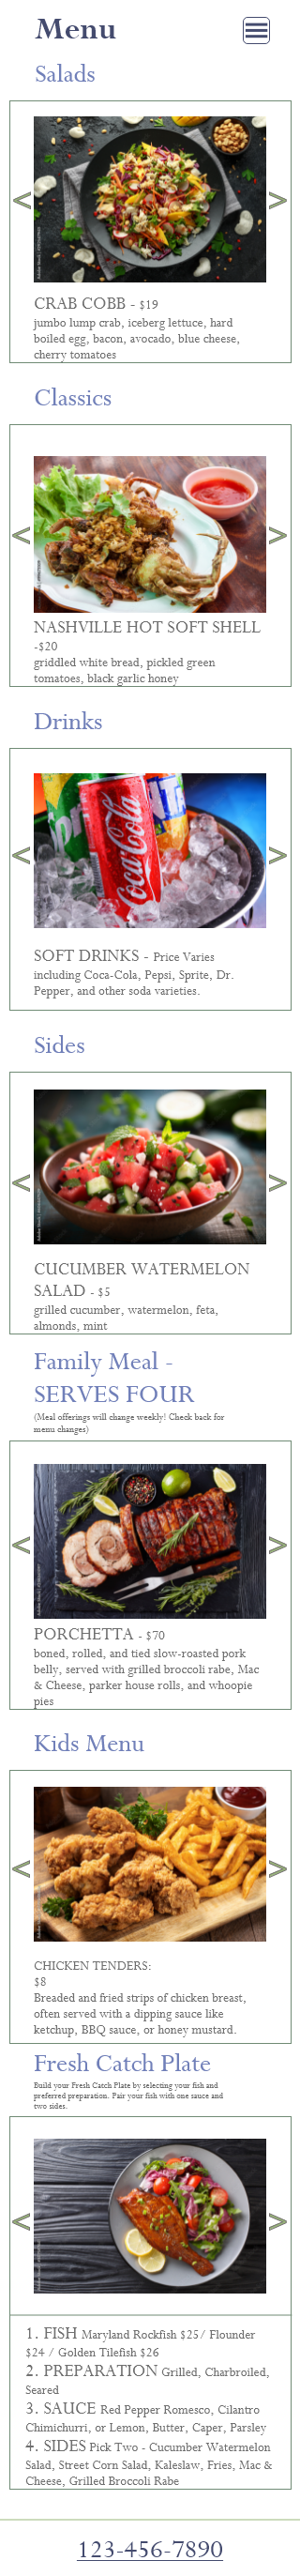 Menu
Salads
<
>
CRAB COBB - $19
jumbo lump crab, iceberg lettuce, hard
boiled egg, bacon, avocado, blue cheese,
cherry tomatoes
Classics
<
>
NASHVILLE HOT SOFT SHELL
-$20
griddled white bread, pickled green
tomatoes, black garlic honey
Drinks
<
Coca-Cola
>
SOFT DRINKS - Price Varies
including Coca-Cola, Pepsi, Sprite, Dr.
Pepper, and other soda varieties.
Sides
<
>
CUCUMBER WATERMELON
SALAD - $5
grilled cucumber, watermelon, feta,
almonds, mint
Family Meal -
SERVES FOUR
(Meal offerings will change weekly! Check back for
menu changes)
<
>
PORCHETTA - $70
boned, rolled, and tied slow-roasted pork
belly, served with grilled broccoli rabe, Mac
& Cheese, parker house rolls, and whoopie
pies
Kids Menu
<
>
CHICKEN TENDERS:
$8
Breaded and fried strips of chicken breast,
often served with a dipping sauce like
ketchup, BBQ sauce, or honey mustard.
Fresh Catch Plate
Build your Fresh Catch Plate by selecting your fish and
preferred preparation. Pair your fish with one sauce and
two sides.
<
>
1. FISH Maryland Rockfish $25/ Flounder
$24 / Golden Tilefish $26
2. PREPARATION Grilled, Charbroiled,
Seared
3. SAUCE Red Pepper Romesco, Cilantro
Chimichurri, or Lemon, Butter, Caper, Parsley
4. SIDES Pick Two - Cucumber Watermelon
Salad, Street Corn Salad, Kaleslaw, Fries, Mac &
Cheese, Grilled Broccoli Rabe
123-456-7890